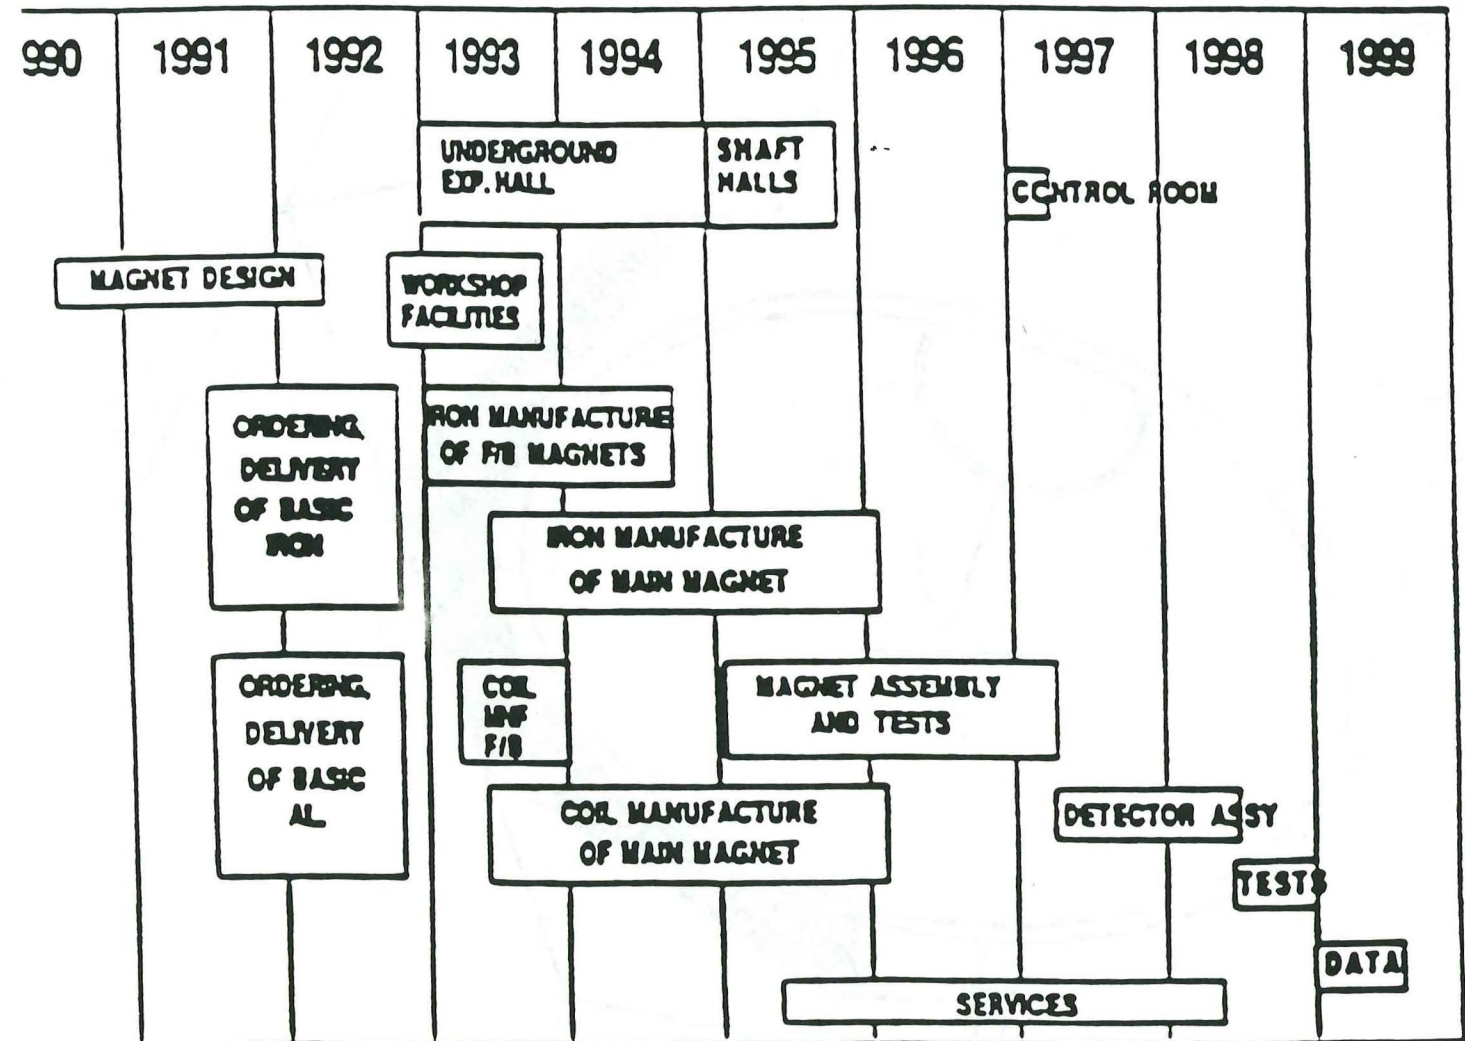 990 1991 1992 1993 1994 1995 1996 1997 1998 1999
UNDERGROUND
EXP. HALL
SHAFT
HALLS
CONTROL ROOM
MAGNET DESIGN
WORKSHOP
FACILITIES
ORDERING,
DELIVERY
OF BASIC
IRON
IRON MANUFACTURE
OF F/B MAGNETS
IRON MANUFACTURE
OF MAIN MAGNET
ORDERING,
DELIVERY
OF BASIC
AL
COIL
MNF
F/B
MAGNET ASSEMBLY
AND TESTS
COIL MANUFACTURE
OF MAIN MAGNET
DETECTOR ASSY
TESTS
DATA
SERVICES